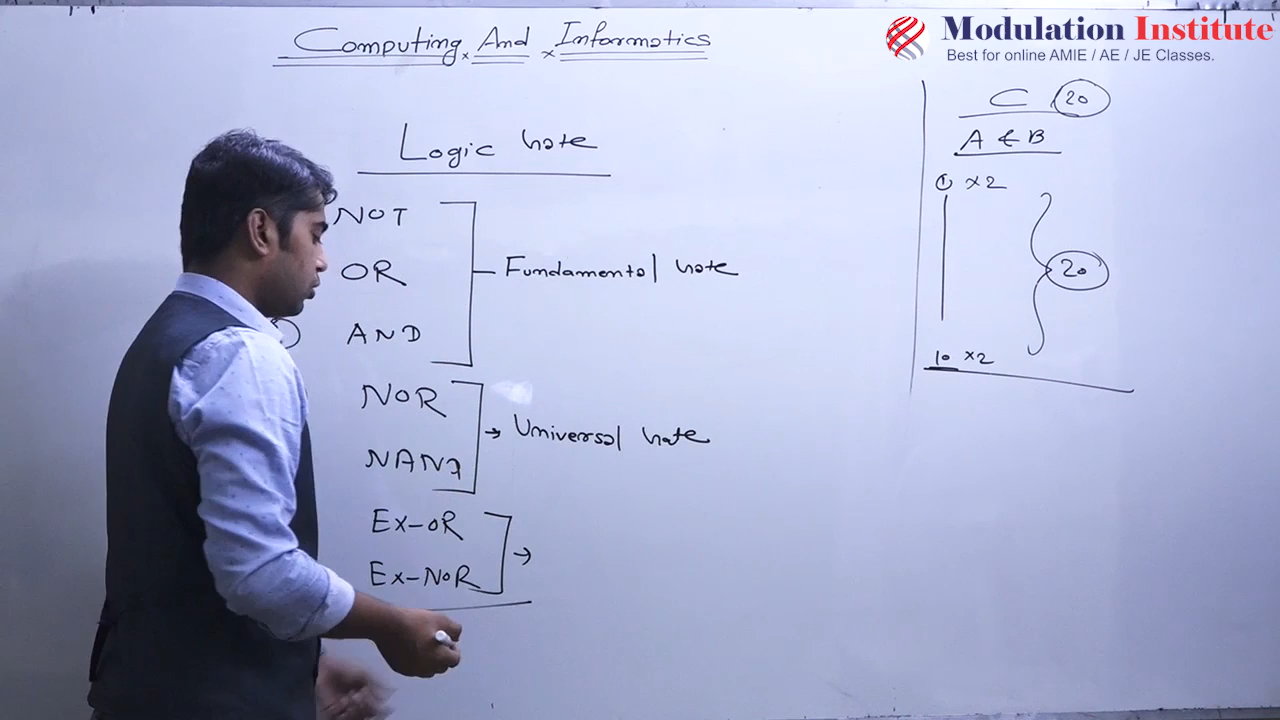 Modulation Institute
Best for online AMIE / AE / JE Classes.
Computing And Informatics
Logic Gate
NOT
OR
AND
Fundamental Gate
NOR
NAND
Universal Gate
Ex-OR
Ex-NOR
C 20
A & B
1 x2
20
10 x2